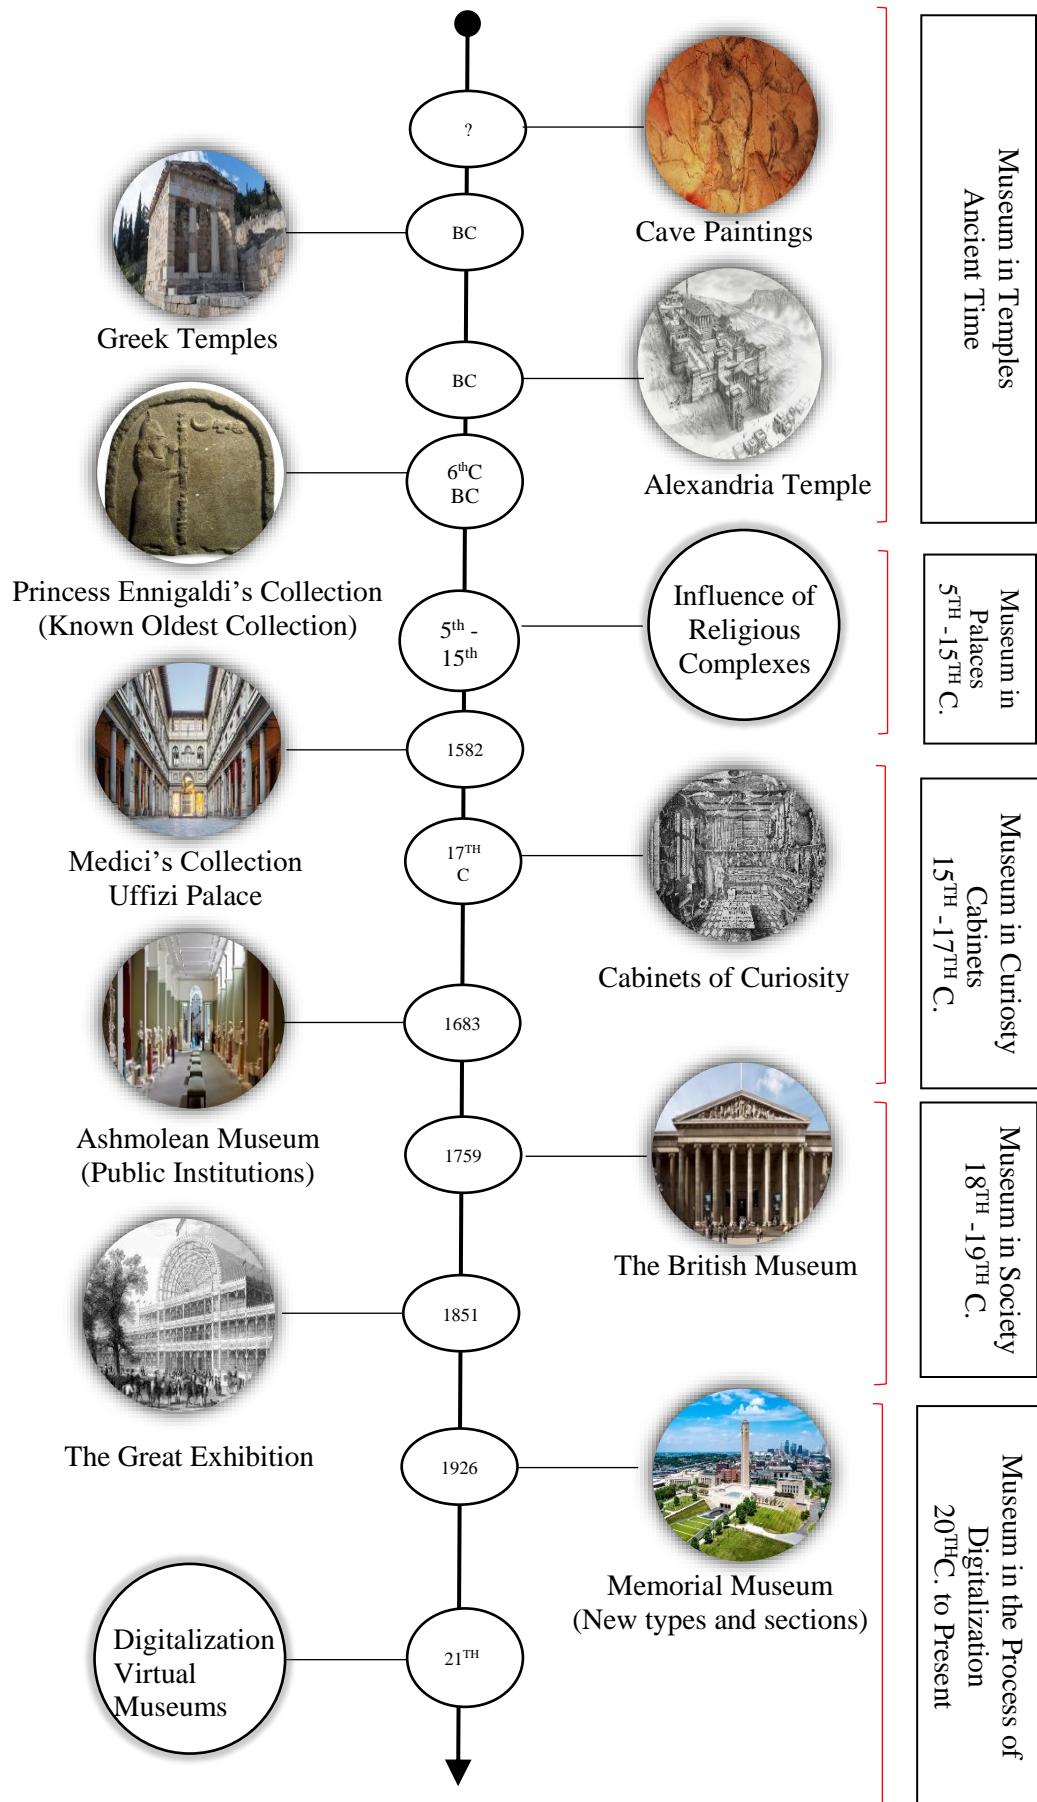 ?
Cave Paintings
BC
Greek Temples
BC
Alexandria Temple
6thC
BC
Princess Ennigaldi’s Collection
(Known Oldest Collection)
Museum in Temples
Ancient Time
5th -
15th
Influence of
Religious
Complexes
Museum in
Palaces
5TH -15TH C.
1582
Medici’s Collection
Uffizi Palace
17TH
C
Cabinets of Curiosity
1683
Ashmolean Museum
(Public Institutions)
Museum in Curiosty
Cabinets
15TH -17TH C.
1759
The British Museum
1851
The Great Exhibition
Museum in Society
18TH -19TH C.
1926
Memorial Museum
(New types and sections)
21TH
Digitalization
Virtual
Museums
Museum in the Process of
Digitalization
20THC. to Present